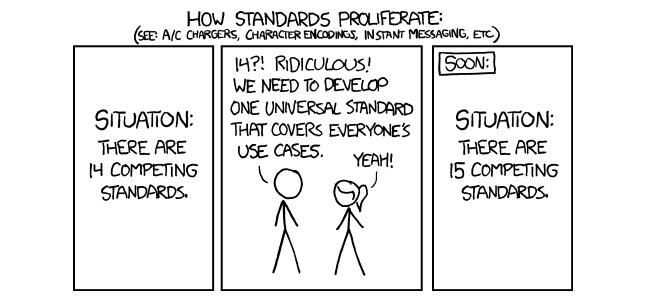 HOW STANDARDS PROLIFERATE:
(SEE: A/C CHARGERS, CHARACTER ENCODINGS, INSTANT MESSAGING, ETC.)
SITUATION:
THERE ARE
14 COMPETING
STANDARDS.
14?! RIDICULOUS!
WE NEED TO DEVELOP
ONE UNIVERSAL STANDARD
THAT COVERS EVERYONE'S
USE CASES.
YEAH!
SOON:
SITUATION:
THERE ARE
15 COMPETING
STANDARDS.